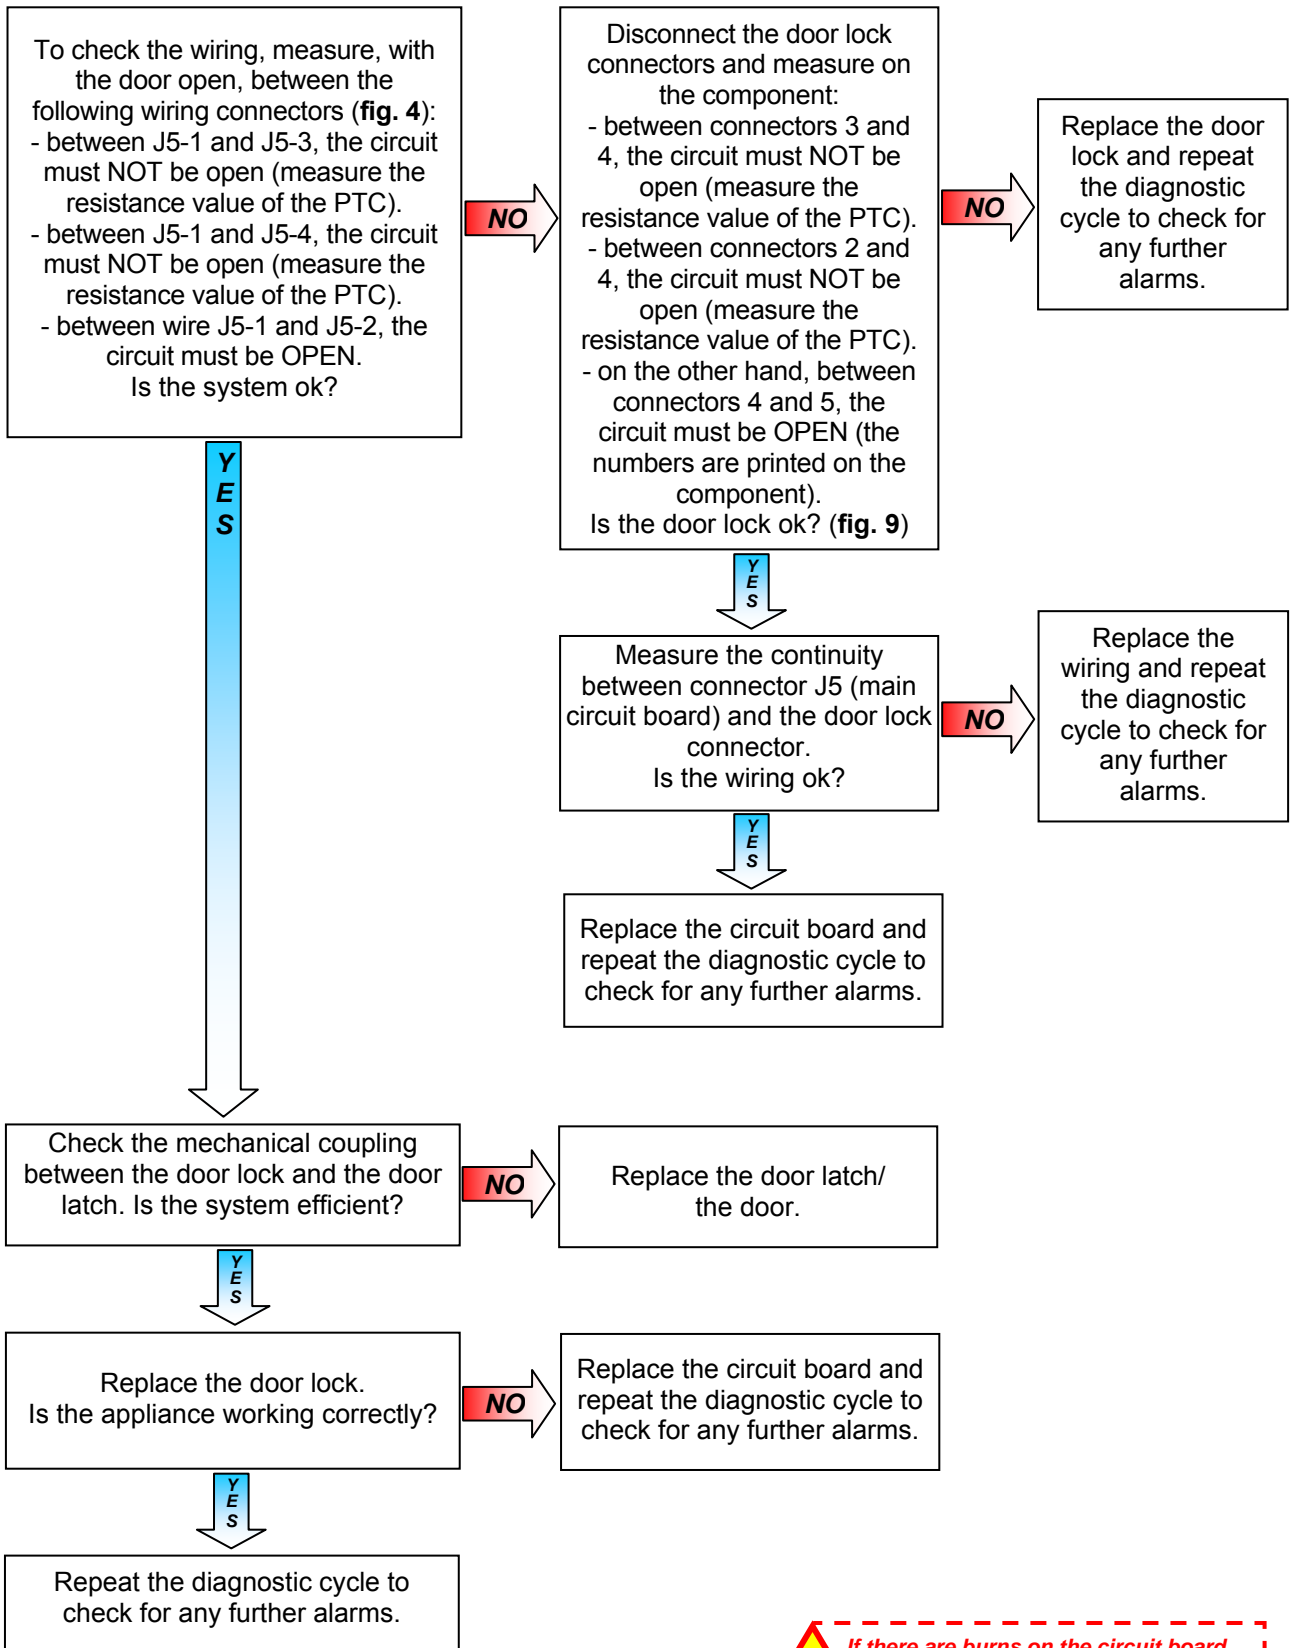 To check the wiring, measure, with
the door open, between the
following wiring connectors (fig. 4):
- between J5-1 and J5-3, the circuit
must NOT be open (measure the
resistance value of the PTC).
- between J5-1 and J5-4, the circuit
must NOT be open (measure the
resistance value of the PTC).
- between wire J5-1 and J5-2, the
circuit must be OPEN.
Is the system ok?
NO
Disconnect the door lock
connectors and measure on
the component:
- between connectors 3 and
4, the circuit must NOT be
open (measure the
resistance value of the PTC).
- between connectors 2 and
4, the circuit must NOT be
open (measure the
resistance value of the PTC).
- on the other hand, between
connectors 4 and 5, the
circuit must be OPEN (the
numbers are printed on the
component).
Is the door lock ok? (fig. 9)
NO
Replace the door
lock and repeat
the diagnostic
cycle to check for
any further
alarms.
YES
YES
Measure the continuity
between connector J5 (main
circuit board) and the door lock
connector.
Is the wiring ok?
NO
Replace the
wiring and repeat
the diagnostic
cycle to check for
any further
alarms.
YES
Replace the circuit board and
repeat the diagnostic cycle to
check for any further alarms.
Check the mechanical coupling
between the door lock and the door
latch. Is the system efficient?
NO
Replace the door latch/
the door.
YES
Replace the door lock.
Is the appliance working correctly?
NO
Replace the circuit board and
repeat the diagnostic cycle to
check for any further alarms.
YES
Repeat the diagnostic cycle to
check for any further alarms.
If there are burns on the circuit board